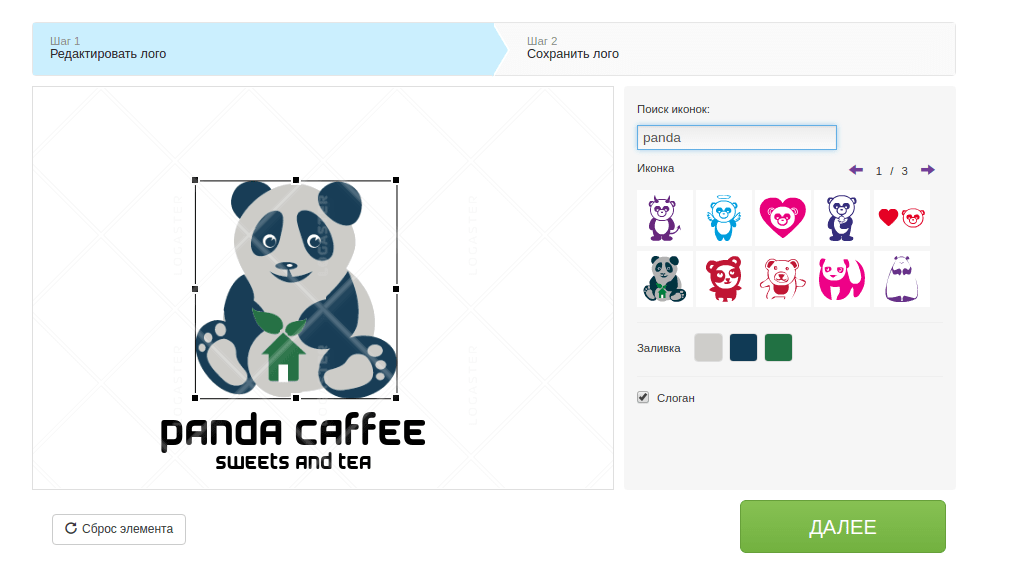 Шаг 1
Редактировать лого
Шаг 2
Сохранить лого
Поиск иконок:
panda
Иконка
1 / 3
Заливка
Слоган
panda caffee
sweets and tea
Сброс элемента
ДАЛЕЕ